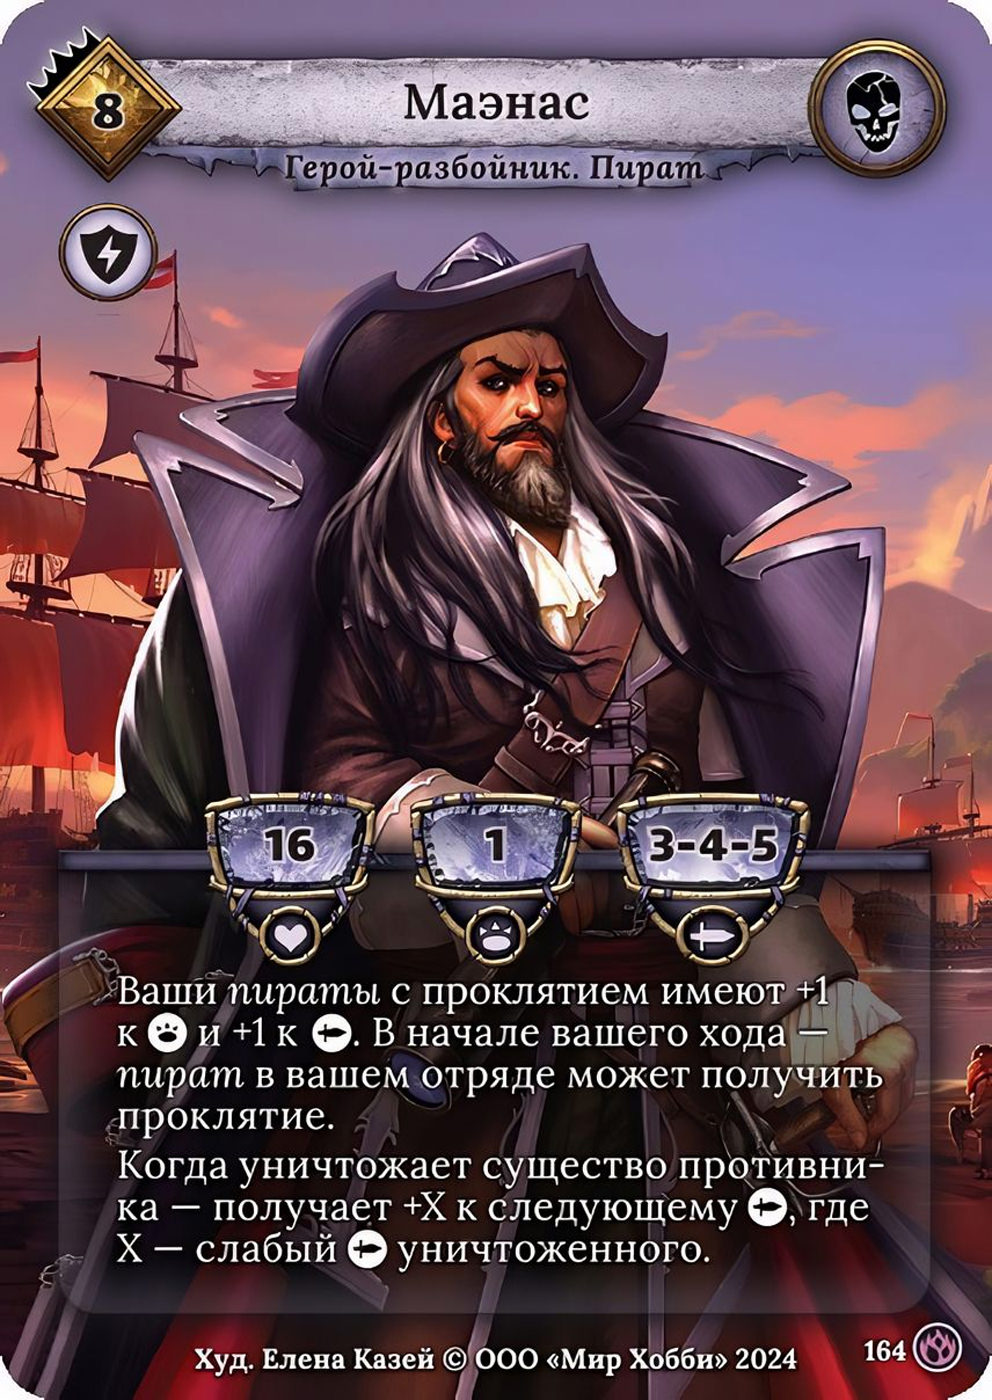 8
Маэнас
Герой-разбойник. Пират
16
1
3-4-5
Ваши пираты с проклятием имеют +1
к и +1 к . В начале вашего хода —
пират в вашем отряде может получить
проклятие.
Когда уничтожает существо противни-
ка — получает +X к следующему , где
X — слабый уничтоженного.
Худ. Елена Казей © ООО «Мир Хобби» 2024
164